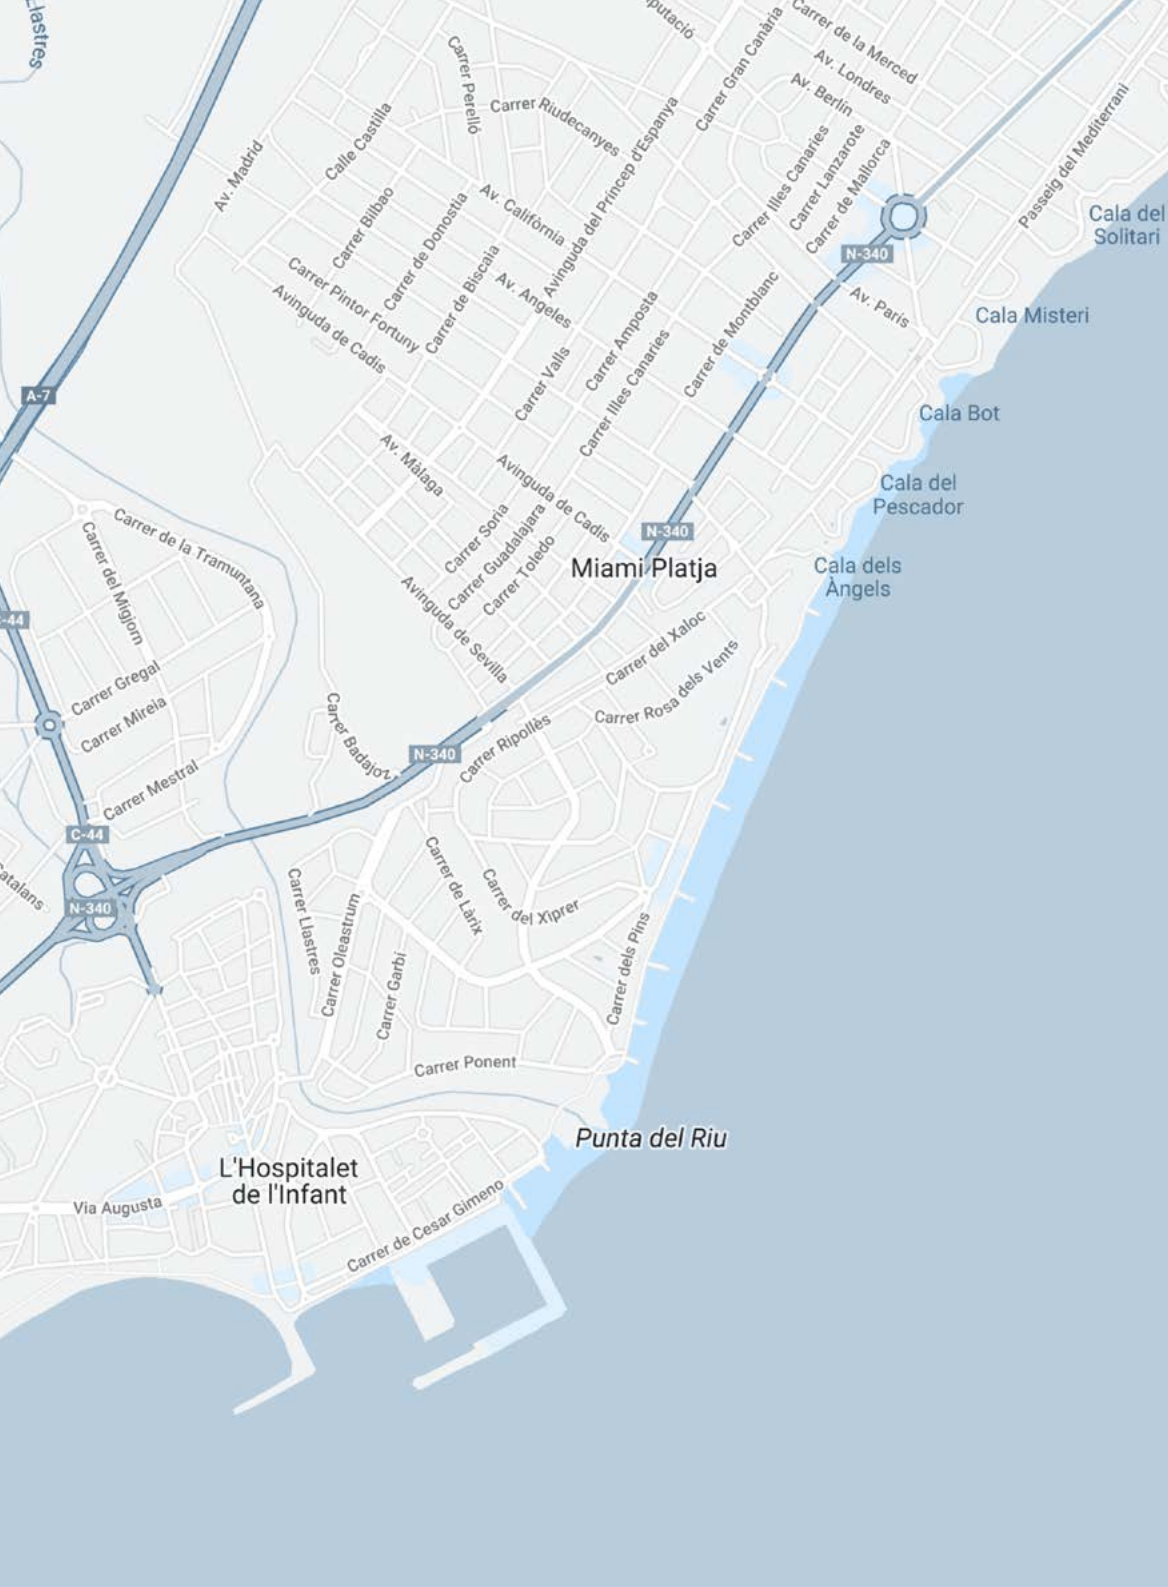 Llastres
putació
Carrer de la Merced
Carrer Gran Canària
Av. Londres
Av. Berlin
Carrer Perelló
Carrer Riudecanyes
Calle Castilla
Av. Madrid
Avinguda del Príncep d'Espanya
Carrer Illes Canaries
Carrer Lanzarote
Carrer de Mallorca
Passeig del Mediterrani
Cala del
Solitari
Carrer Bilbao
Carrer de Donostia
Av. Califòrnia
N-340
Carrer Pintor Fortuny
Avinguda de Cadis
Carrer de Biscaia
Av. Angeles
Carrer Amposta
Carrer de Montblanc
Av. París
Cala Misteri
A-7
Carrer Valls
Carrer Illes Canaries
Cala Bot
Av. Màlaga
Avinguda de Cadis
Cala del
Pescador
Carrer de la Tramuntana
Carrer del Migjorn
Carrer Soria
Carrer Guadalajara
Carrer Toledo
N-340
Miami Platja
Cala dels
Àngels
-44
Avinguda de Sevilla
Carrer del Xaloc
Carrer Rosa dels Vents
Carrer Gregal
Carrer Mireia
Carrer Badajoz
N-340
Carrer Ripollès
Carrer Mestral
C-44
atalans
N-340
Carrer Llastres
Carrer Oleastrum
Carrer de Làrix
Carrer del Xiprer
Carrer Garbí
Carrer dels Pins
Carrer Ponent
Punta del Riu
L'Hospitalet
de l'Infant
Via Augusta
Carrer de Cesar Gimeno